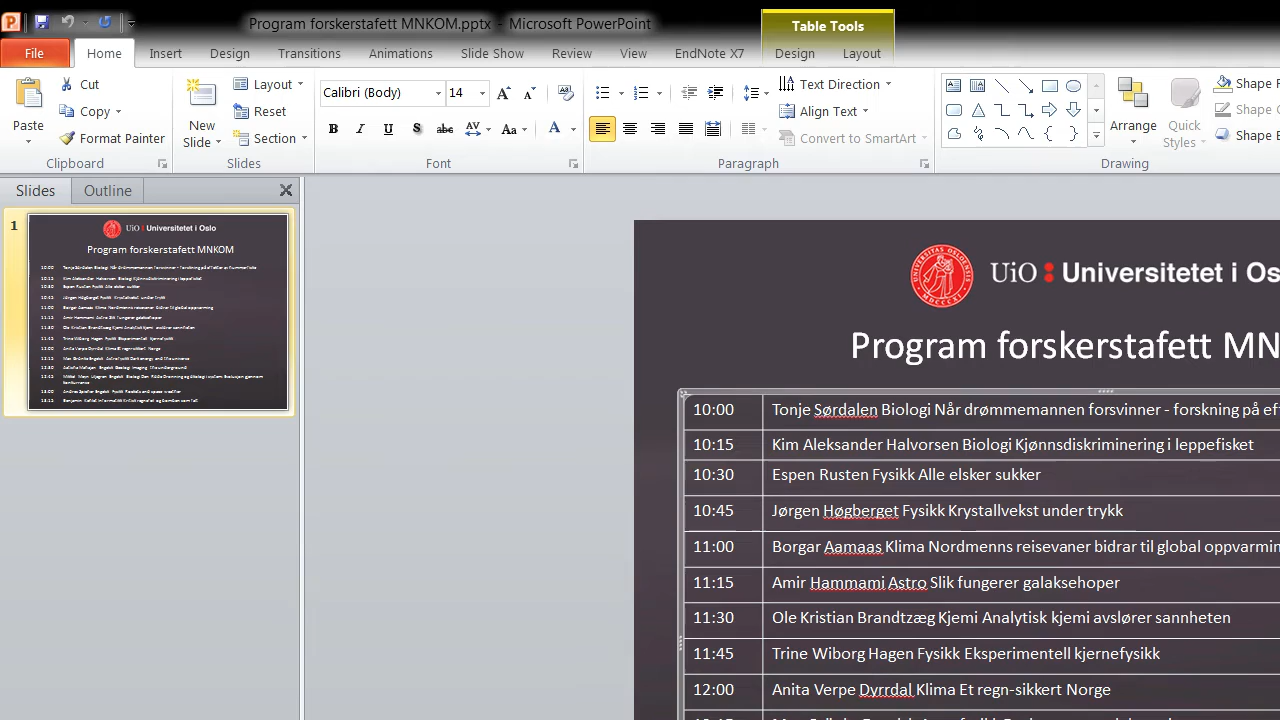 Program forskerstafett MNKOM.pptx - Microsoft PowerPoint
Table Tools
File Home Insert Design Transitions Animations Slide Show Review View EndNote X7 Design Layout
Paste
Cut
Copy
Format Painter
Clipboard
New Slide
Layout
Reset
Section
Slides
Calibri (Body) 14
B I U S abc AV Aa A
Font
Text Direction
Align Text
Convert to SmartArt
Paragraph
Arrange
Quick Styles
Shape F
Shape O
Shape
Drawing
Slides Outline
1
UiO Universitetet i Oslo
Program forskerstafett MNKOM
UiO Universitetet i Os
Program forskerstafett MN
10:00 Tonje Sørdalen Biologi Når drømmemannen forsvinner - forskning på eff
10:15 Kim Aleksander Halvorsen Biologi Kjønnsdiskriminering i leppefisket
10:30 Espen Rusten Fysikk Alle elsker sukker
10:45 Jørgen Høgberget Fysikk Krystallvekst under trykk
11:00 Borgar Aamaas Klima Nordmenns reisevaner bidrar til global oppvarmin
11:15 Amir Hammami Astro Slik fungerer galaksehoper
11:30 Ole Kristian Brandtzæg Kjemi Analytisk kjemi avslører sannheten
11:45 Trine Wiborg Hagen Fysikk Eksperimentell kjernefysikk
12:00 Anita Verpe Dyrrdal Klima Et regn-sikkert Norge